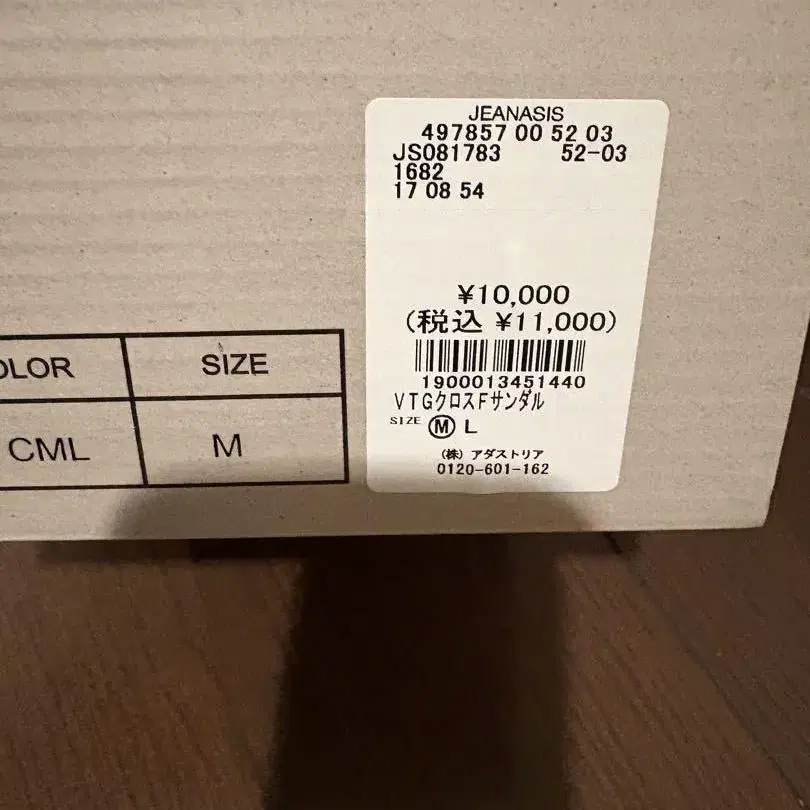 JEANASIS
497857 00 52 03
JS081783 52-03
1682
17 08 54
¥10,000
(税込 ¥11,000)
1900013451440
VTGクロスFサンダル
SIZE Ⓜ L
(株) アダストリア
0120-601-162
OLOR SIZE
CML M